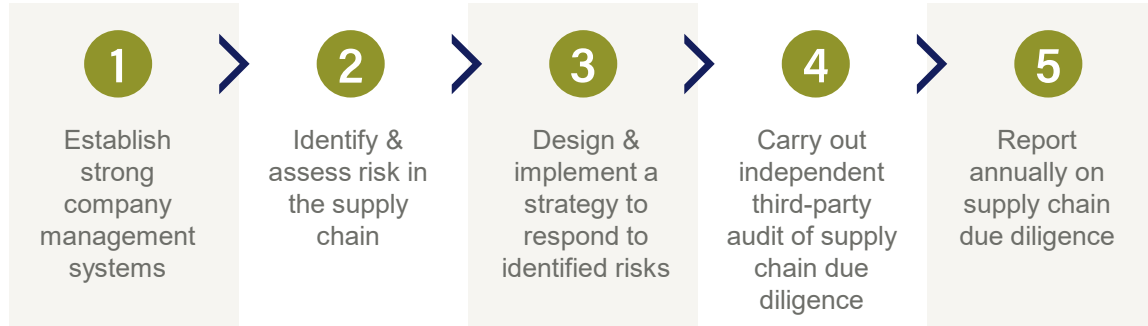 1
Establish
strong
company
management
systems
2
Identify &
assess risk in
the supply
chain
3
Design &
implement a
strategy to
respond to
identified risks
4
Carry out
independent
third-party
audit of supply
chain due
diligence
5
Report
annually on
supply chain
due diligence